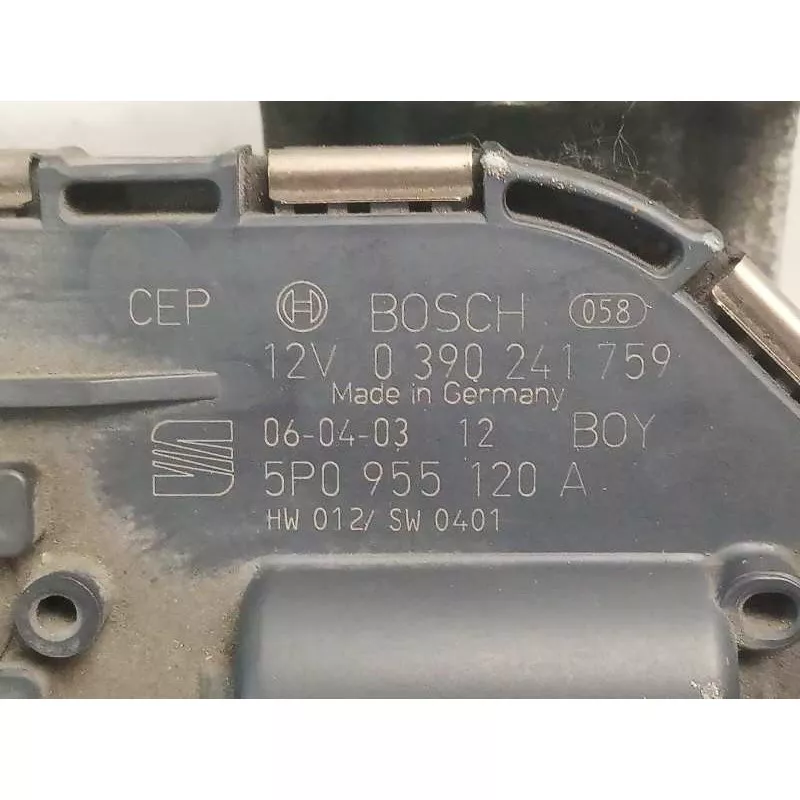 CEP BOSCH 058
12V 0 390 241 759
Made in Germany
06-04-03 12 BOY
5P0 955 120 A
HW 012/ SW 0401